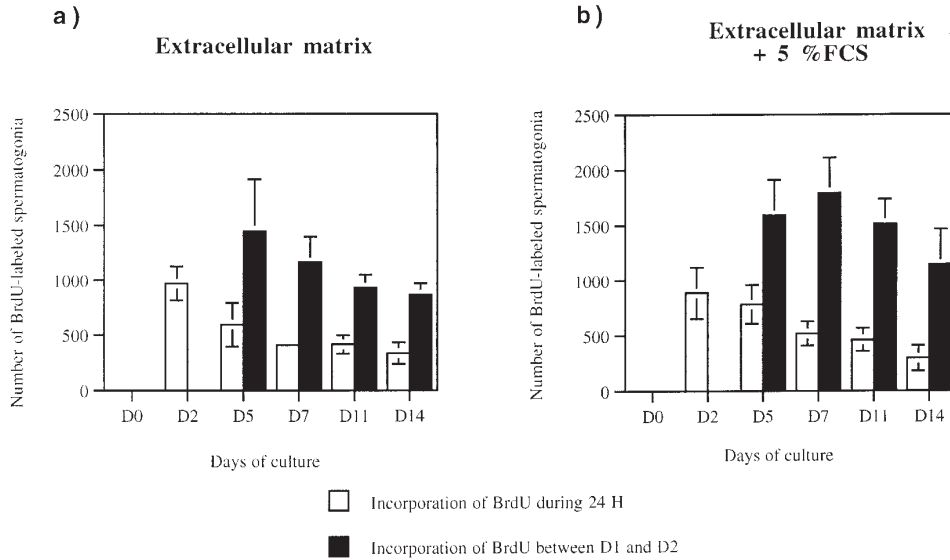 a)
Extracellular matrix
Number of BrdU-labeled spermatogonia
2500
2000
1500
1000
500
0
D0 D2 D5 D7 D11 D14
Days of culture
b)
Extracellular matrix
+ 5 %FCS
Number of BrdU-labeled spermatogonia
2500
2000
1500
1000
500
0
D0 D2 D5 D7 D11 D14
Days of culture
Incorporation of BrdU during 24 H
Incorporation of BrdU between D1 and D2